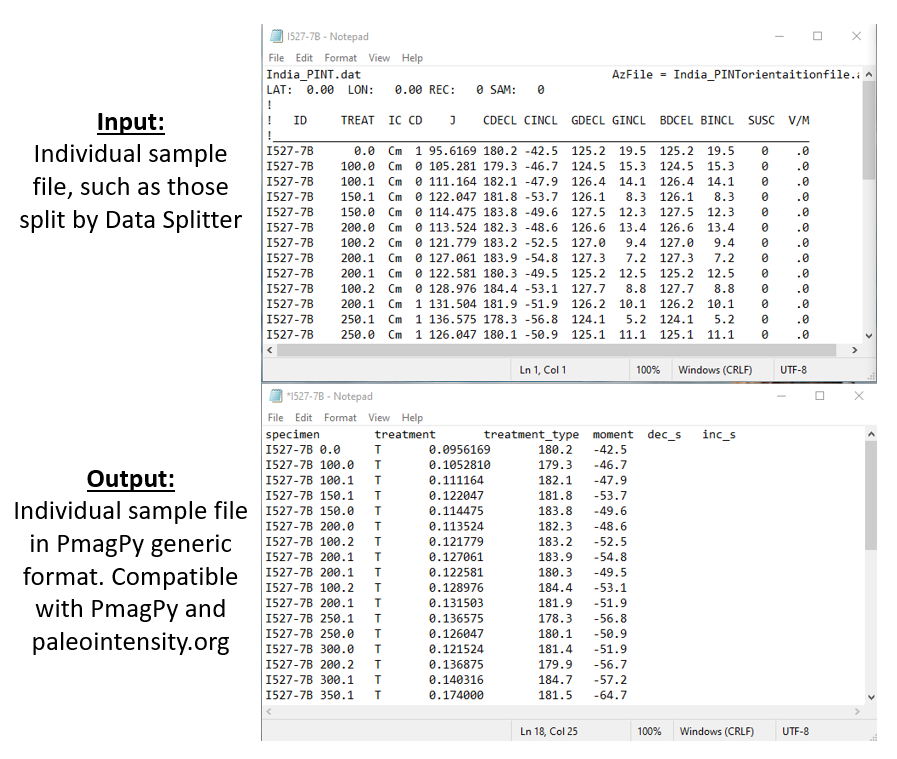 Input:
Individual sample
file, such as those
split by Data Splitter
I527-7B - Notepad
File Edit Format View Help
India_PINT.dat AzFile = India_PINTorientaitionfile.
LAT: 0.00 LON: 0.00 REC: 0 SAM: 0
!
! ID TREAT IC CD J CDECL CINCL GDECL GINCL BDCEL BINCL SUSC V/M
!
I527-7B 0.0 Cm 1 95.6169 180.2 -42.5 125.2 19.5 125.2 19.5 0 .0
I527-7B 100.0 Cm 0 105.281 179.3 -46.7 124.5 15.3 124.5 15.3 0 .0
I527-7B 100.1 Cm 0 111.164 182.1 -47.9 126.4 14.1 126.4 14.1 0 .0
I527-7B 150.1 Cm 0 122.047 181.8 -53.7 126.1 8.3 126.1 8.3 0 .0
I527-7B 150.0 Cm 0 114.475 183.8 -49.6 127.5 12.3 127.5 12.3 0 .0
I527-7B 200.0 Cm 0 113.524 182.3 -48.6 126.6 13.4 126.6 13.4 0 .0
I527-7B 100.2 Cm 0 121.779 183.2 -52.5 127.0 9.4 127.0 9.4 0 .0
I527-7B 200.1 Cm 0 127.061 183.9 -54.8 127.3 7.2 127.3 7.2 0 .0
I527-7B 200.1 Cm 0 122.581 180.3 -49.5 125.2 12.5 125.2 12.5 0 .0
I527-7B 100.2 Cm 0 128.976 184.4 -53.1 127.7 8.8 127.7 8.8 0 .0
I527-7B 200.1 Cm 1 131.504 181.9 -51.9 126.2 10.1 126.2 10.1 0 .0
I527-7B 250.1 Cm 1 136.575 178.3 -56.8 124.1 5.2 124.1 5.2 0 .0
I527-7B 250.0 Cm 1 126.047 180.1 -50.9 125.1 11.1 125.1 11.1 0 .0
Ln 1, Col 1 100% Windows (CRLF) UTF-8
Output:
Individual sample file
in PmagPy generic
format. Compatible
with PmagPy and
paleointensity.org
*I527-7B - Notepad
File Edit Format View Help
specimen treatment treatment_type moment dec_s inc_s
I527-7B 0.0 T 0.0956169 180.2 -42.5
I527-7B 100.0 T 0.1052810 179.3 -46.7
I527-7B 100.1 T 0.111164 182.1 -47.9
I527-7B 150.1 T 0.122047 181.8 -53.7
I527-7B 150.0 T 0.114475 183.8 -49.6
I527-7B 200.0 T 0.113524 182.3 -48.6
I527-7B 100.2 T 0.121779 183.2 -52.5
I527-7B 200.1 T 0.127061 183.9 -54.8
I527-7B 200.1 T 0.122581 180.3 -49.5
I527-7B 100.2 T 0.128976 184.4 -53.1
I527-7B 200.1 T 0.131503 181.9 -51.9
I527-7B 250.1 T 0.136575 178.3 -56.8
I527-7B 250.0 T 0.126047 180.1 -50.9
I527-7B 300.0 T 0.121524 181.4 -51.9
I527-7B 200.2 T 0.136875 179.9 -56.7
I527-7B 300.1 T 0.140316 184.7 -57.2
I527-7B 350.1 T 0.174000 181.5 -64.7
Ln 18, Col 25 100% Windows (CRLF) UTF-8